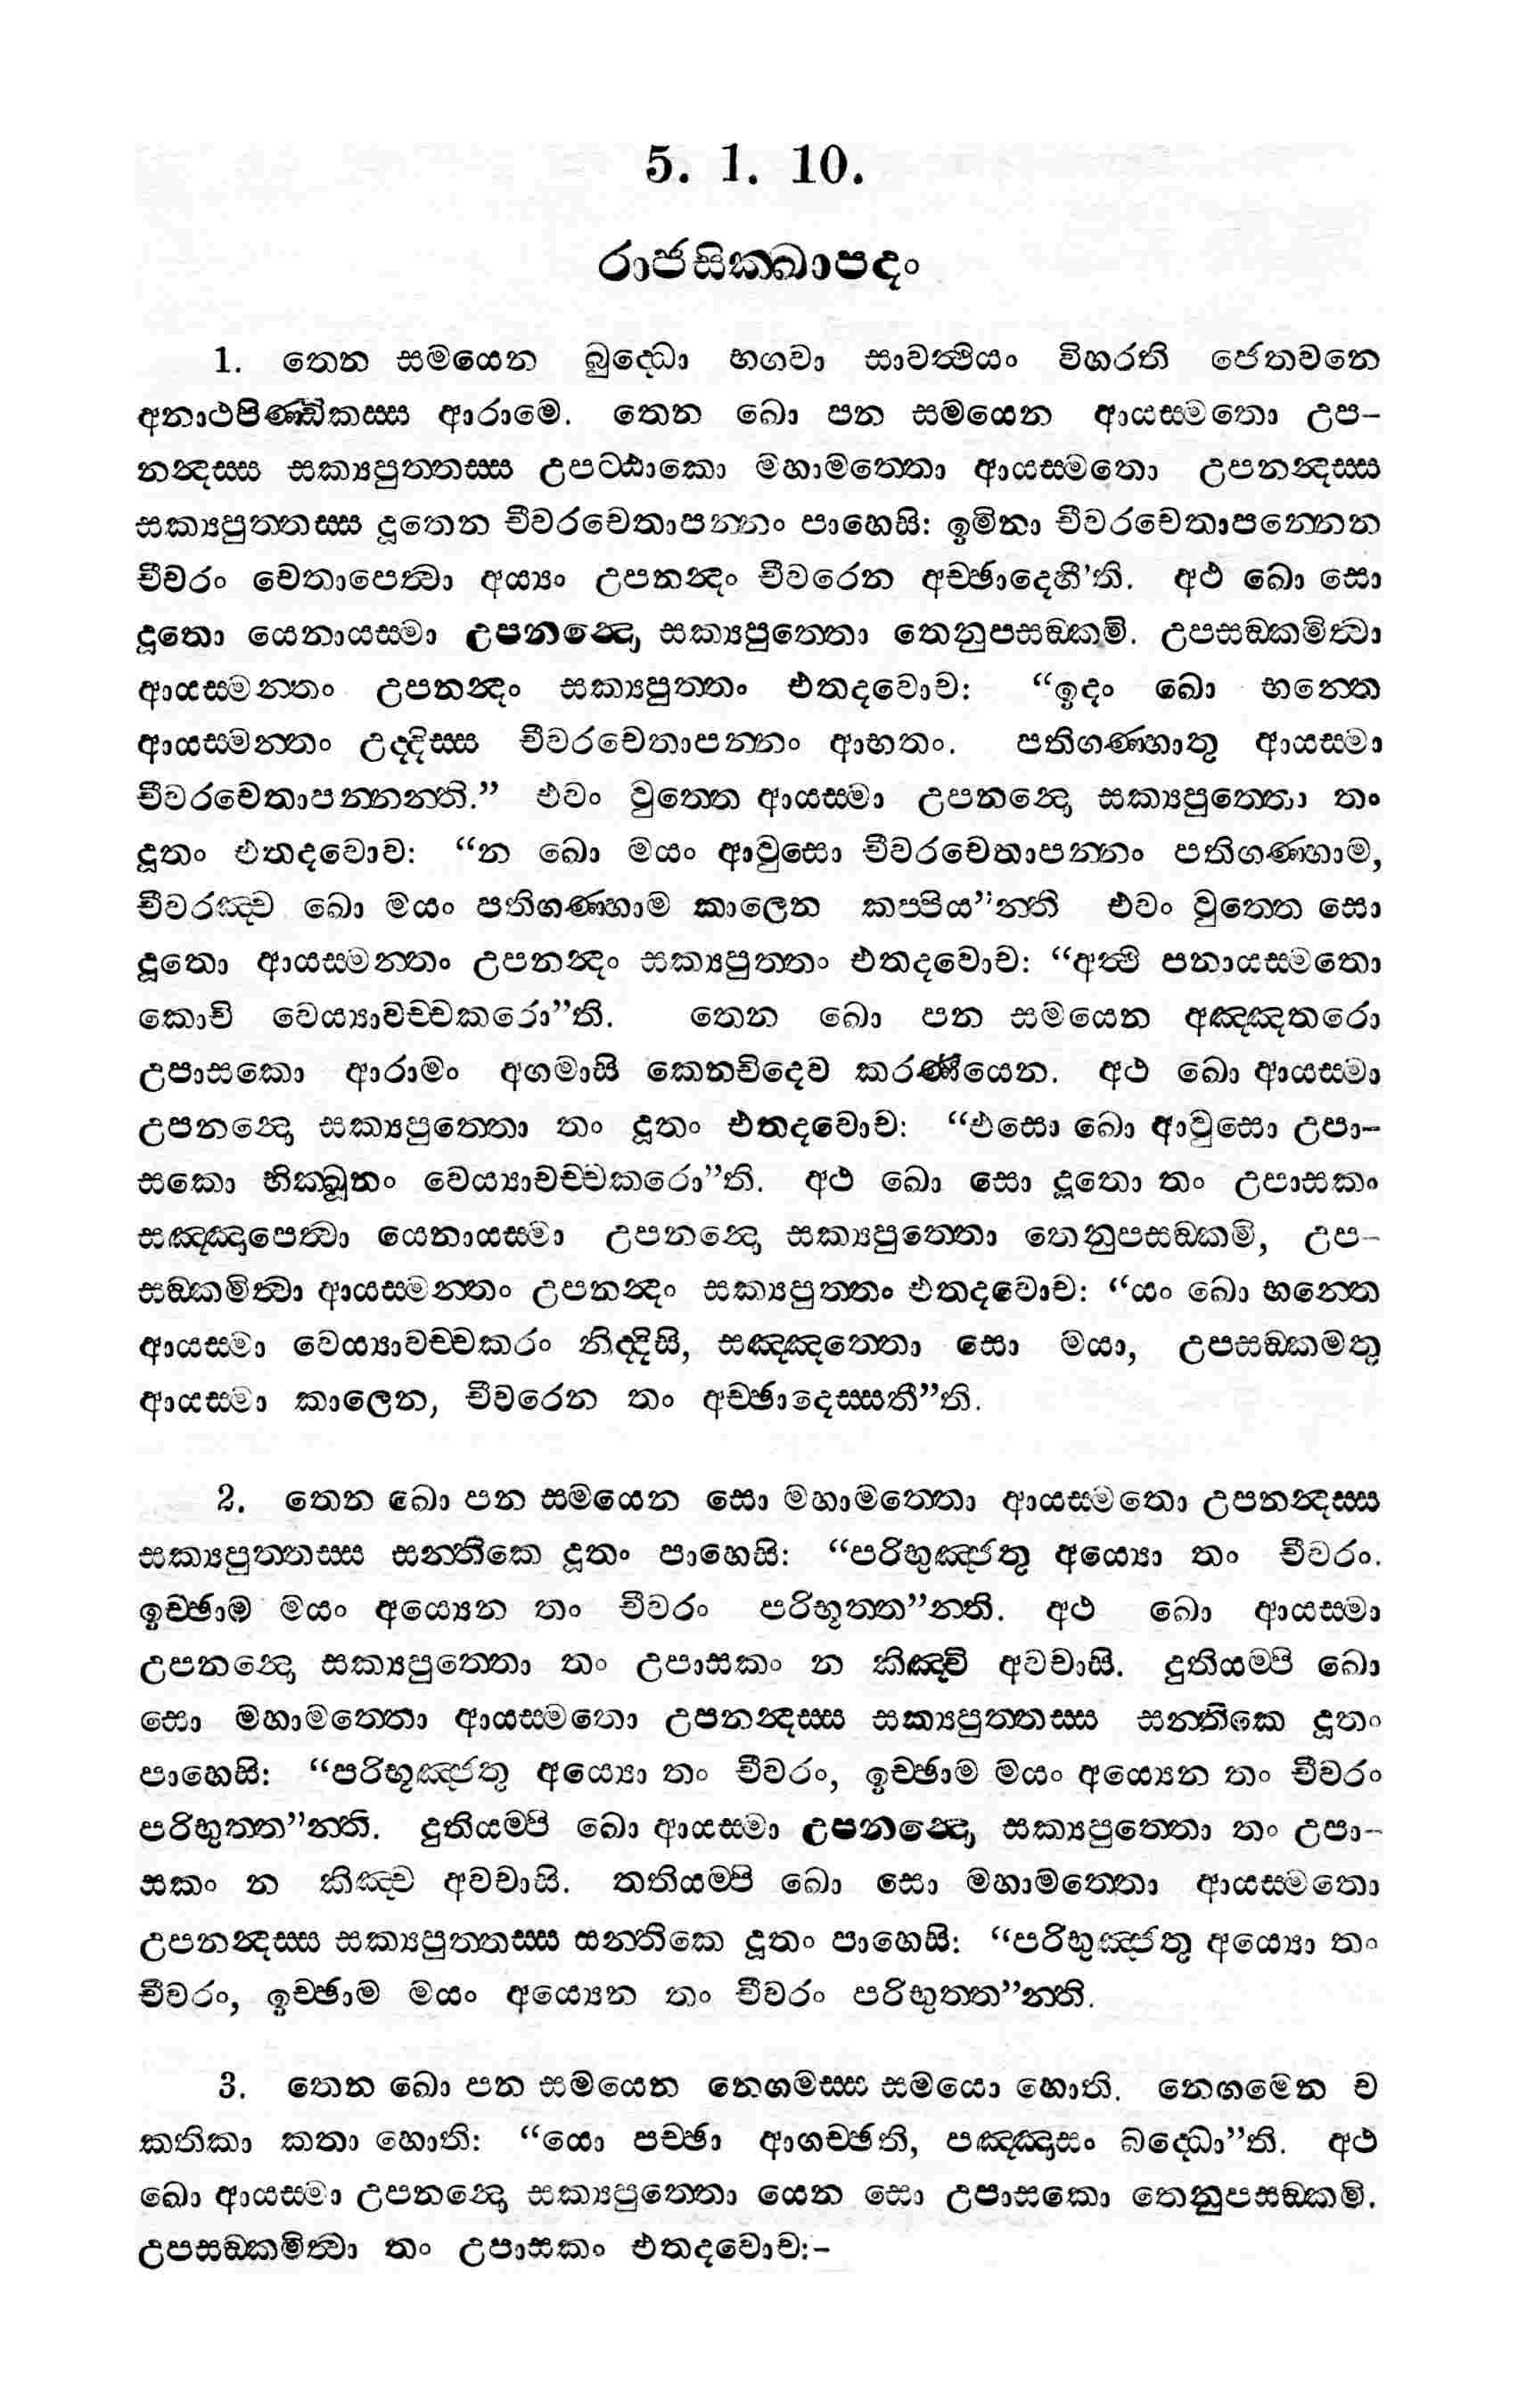 5. 1. 10.
රාජසික්ඛාපදං
1. තෙන සමයෙන බුද්ධො භගවා සාවත්ථියං විහරති ජෙතවනෙ
අනාථපිණ්ඩිකස්ස ආරාමෙ. තෙන ඛො පන සමයෙන ආයස්මතො උප-
නන්දස්ස සක්‍යපුත්තස්ස උපට්ඨාකො මහාමත්තො ආයස්මතො උපනන්දස්ස
සක්‍යපුත්තස්ස දූතෙන චීවරචෙතාපන්නං පාහෙසි: ඉමිනා චීවරචෙතාපන්නෙන
චීවරං චෙතාපෙත්වා අය්‍යං උපනන්දං චීවරෙන අච්ඡාදෙහී’ති. අථ ඛො සො
දූතො යෙනායස්මා උපනන්දො සක්‍යපුත්තො තෙනුපසඞ්කමි. උපසඞ්කමිත්වා
ආයස්මන්තං උපනන්දං සක්‍යපුත්තං එතදවොච: “ඉදං ඛො භන්තෙ
ආයස්මන්තං උද්දිස්ස චීවරචෙතාපන්නං ආභතං. පතිගණ්හාතු ආයස්මා
චීවරචෙතාපන්නන්ති.” එවං වුත්තෙ ආයස්මා උපනන්දො සක්‍යපුත්තො තං
දූතං එතදවොච: “න ඛො මයං ආවුසො චීවරචෙතාපන්නං පතිගණ්හාම,
චීවරඤ්ච ඛො මයං පතිගණ්හාම කාලෙන කප්පිය”න්ති එවං වුත්තෙ සො
දූතො ආයස්මන්තං උපනන්දං සක්‍යපුත්තං එතදවොච: “අත්ථි පනායස්මතො
කොචි වෙය්‍යාවච්චකරො”ති. තෙන ඛො පන සමයෙන අඤ්ඤතරො
උපාසකො ආරාමං අගමාසි කෙනචිදෙව කරණීයෙන. අථ ඛො ආයස්මා
උපනන්දො සක්‍යපුත්තො තං දූතං එතදවොච: “එසො ඛො ආවුසො උපා-
සකො භික්ඛූනං වෙය්‍යාවච්චකරො”ති. අථ ඛො සො දූතො තං උපාසකං
සඤ්ඤාපෙත්වා යෙනායස්මා උපනන්දො සක්‍යපුත්තො තෙනුපසඞ්කමි, උප-
සඞ්කමිත්වා ආයස්මන්තං උපනන්දං සක්‍යපුත්තං එතදවොච: “යං ඛො භන්තෙ
ආයස්මා වෙය්‍යාවච්චකරං නිද්දිසි, සඤ්ඤත්තො සො මයා, උපසඞ්කමතු
ආයස්මා කාලෙන, චීවරෙන තං අච්ඡාදෙස්සතී”ති.
2. තෙන ඛො පන සමයෙන සො මහාමත්තො ආයස්මතො උපනන්දස්ස
සක්‍යපුත්තස්ස සන්තිකෙ දූතං පාහෙසි: “පරිභුඤ්ජතු අය්‍යො තං චීවරං.
ඉච්ඡාම මයං අය්‍යෙන තං චීවරං පරිභූත්ත”න්ති. අථ ඛො ආයස්මා
උපනන්දො සක්‍යපුත්තො තං උපාසකං න කිඤ්චි අවචාසි. දුතියම්පි ඛො
සො මහාමත්තො ආයස්මතො උපනන්දස්ස සක්‍යපුත්තස්ස සන්තිකෙ දූතං
පාහෙසි: “පරිභූඤ්ජතු අය්‍යො තං චීවරං, ඉච්ඡාම මයං අය්‍යෙන තං චීවරං
පරිභුත්ත”න්ති. දුතියම්පි ඛො ආයස්මා උපනන්දො සක්‍යපුත්තො තං උපා-
සකං න කිඤ්ච අවචාසි. තතියම්පි ඛො සො මහාමත්තො ආයස්මතො
උපනන්දස්ස සක්‍යපුත්තස්ස සන්තිකෙ දූතං පාහෙසි: “පරිභුඤ්ජතු අය්‍යො තං
චීවරං, ඉච්ඡාම මයං අය්‍යෙන තං චීවරං පරිභුත්ත”න්ති.
3. තෙන ඛො පන සමයෙන නෙගමස්ස සමයො හොති. නෙගමෙන ච
කතිකා කතා හොති: “යො පච්ඡා ආගච්ඡති, පඤ්ඤාසං බද්ධො”ති. අථ
ඛො ආයස්මා උපනන්දො සක්‍යපුත්තො යෙන සො උපාසකො තෙනුපසඞ්කමි.
උපසඞ්කමිත්වා තං උපාසකං එතදවොච:-